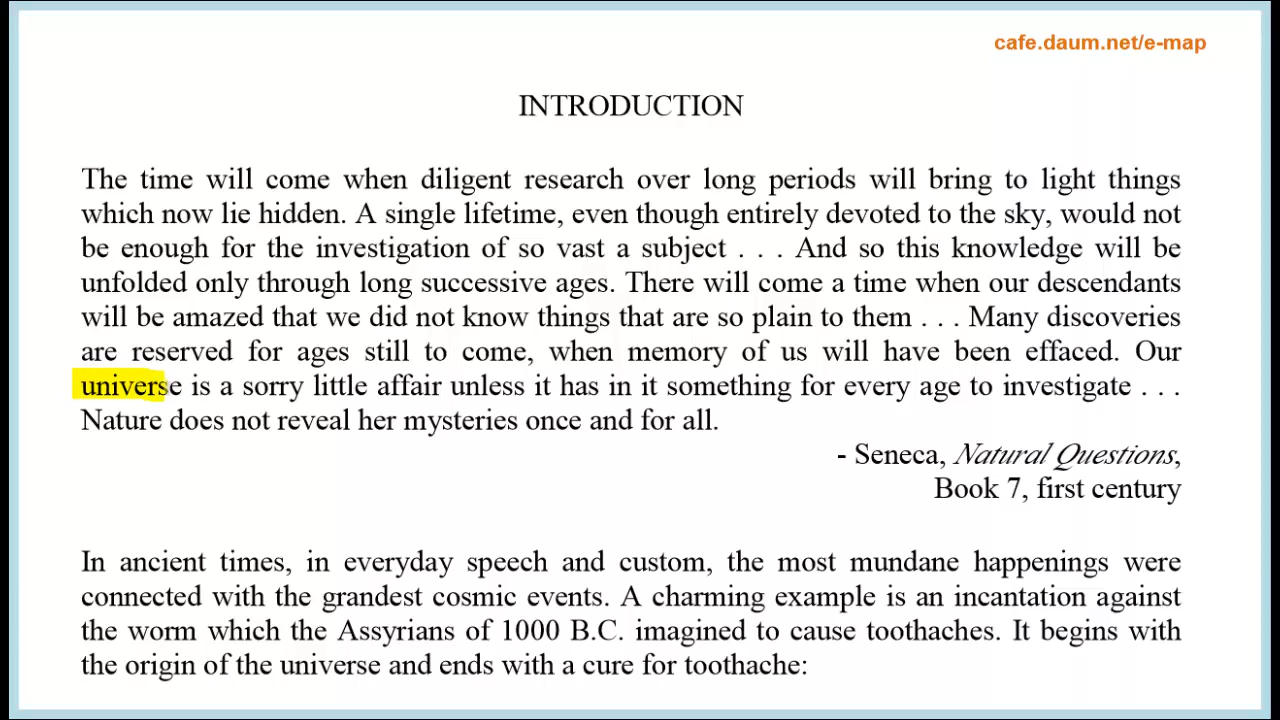 cafe.daum.net/e-map
INTRODUCTION
The time will come when diligent research over long periods will bring to light things
which now lie hidden. A single lifetime, even though entirely devoted to the sky, would not
be enough for the investigation of so vast a subject . . . And so this knowledge will be
unfolded only through long successive ages. There will come a time when our descendants
will be amazed that we did not know things that are so plain to them . . . Many discoveries
are reserved for ages still to come, when memory of us will have been effaced. Our
universe is a sorry little affair unless it has in it something for every age to investigate . . .
Nature does not reveal her mysteries once and for all.
- Seneca, Natural Questions,
Book 7, first century
In ancient times, in everyday speech and custom, the most mundane happenings were
connected with the grandest cosmic events. A charming example is an incantation against
the worm which the Assyrians of 1000 B.C. imagined to cause toothaches. It begins with
the origin of the universe and ends with a cure for toothache: